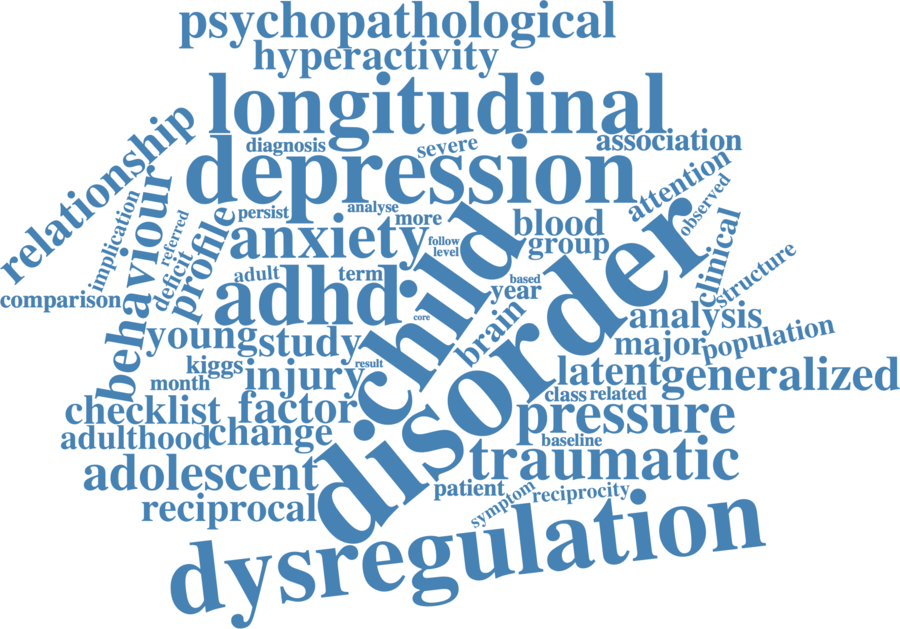 psychopathological
hyperactivity
longitudinal
relationship
diagnosis
severe
association
depression
attention
observed
implication
behaviour
referred
deficit
profile
persist
analyse
more
anxiety
follow
level
child
blood
group
clinical
structure
comparison
adult
term
adhd
core
based
year
brain
disorder
analysis
major
population
young
study
kiggs
result
month
injury
latent
generalized
class
related
checklist
factor
pressure
adulthood
change
baseline
adolescent
traumatic
patient
symptom
reciprocity
reciprocal
dysregulation